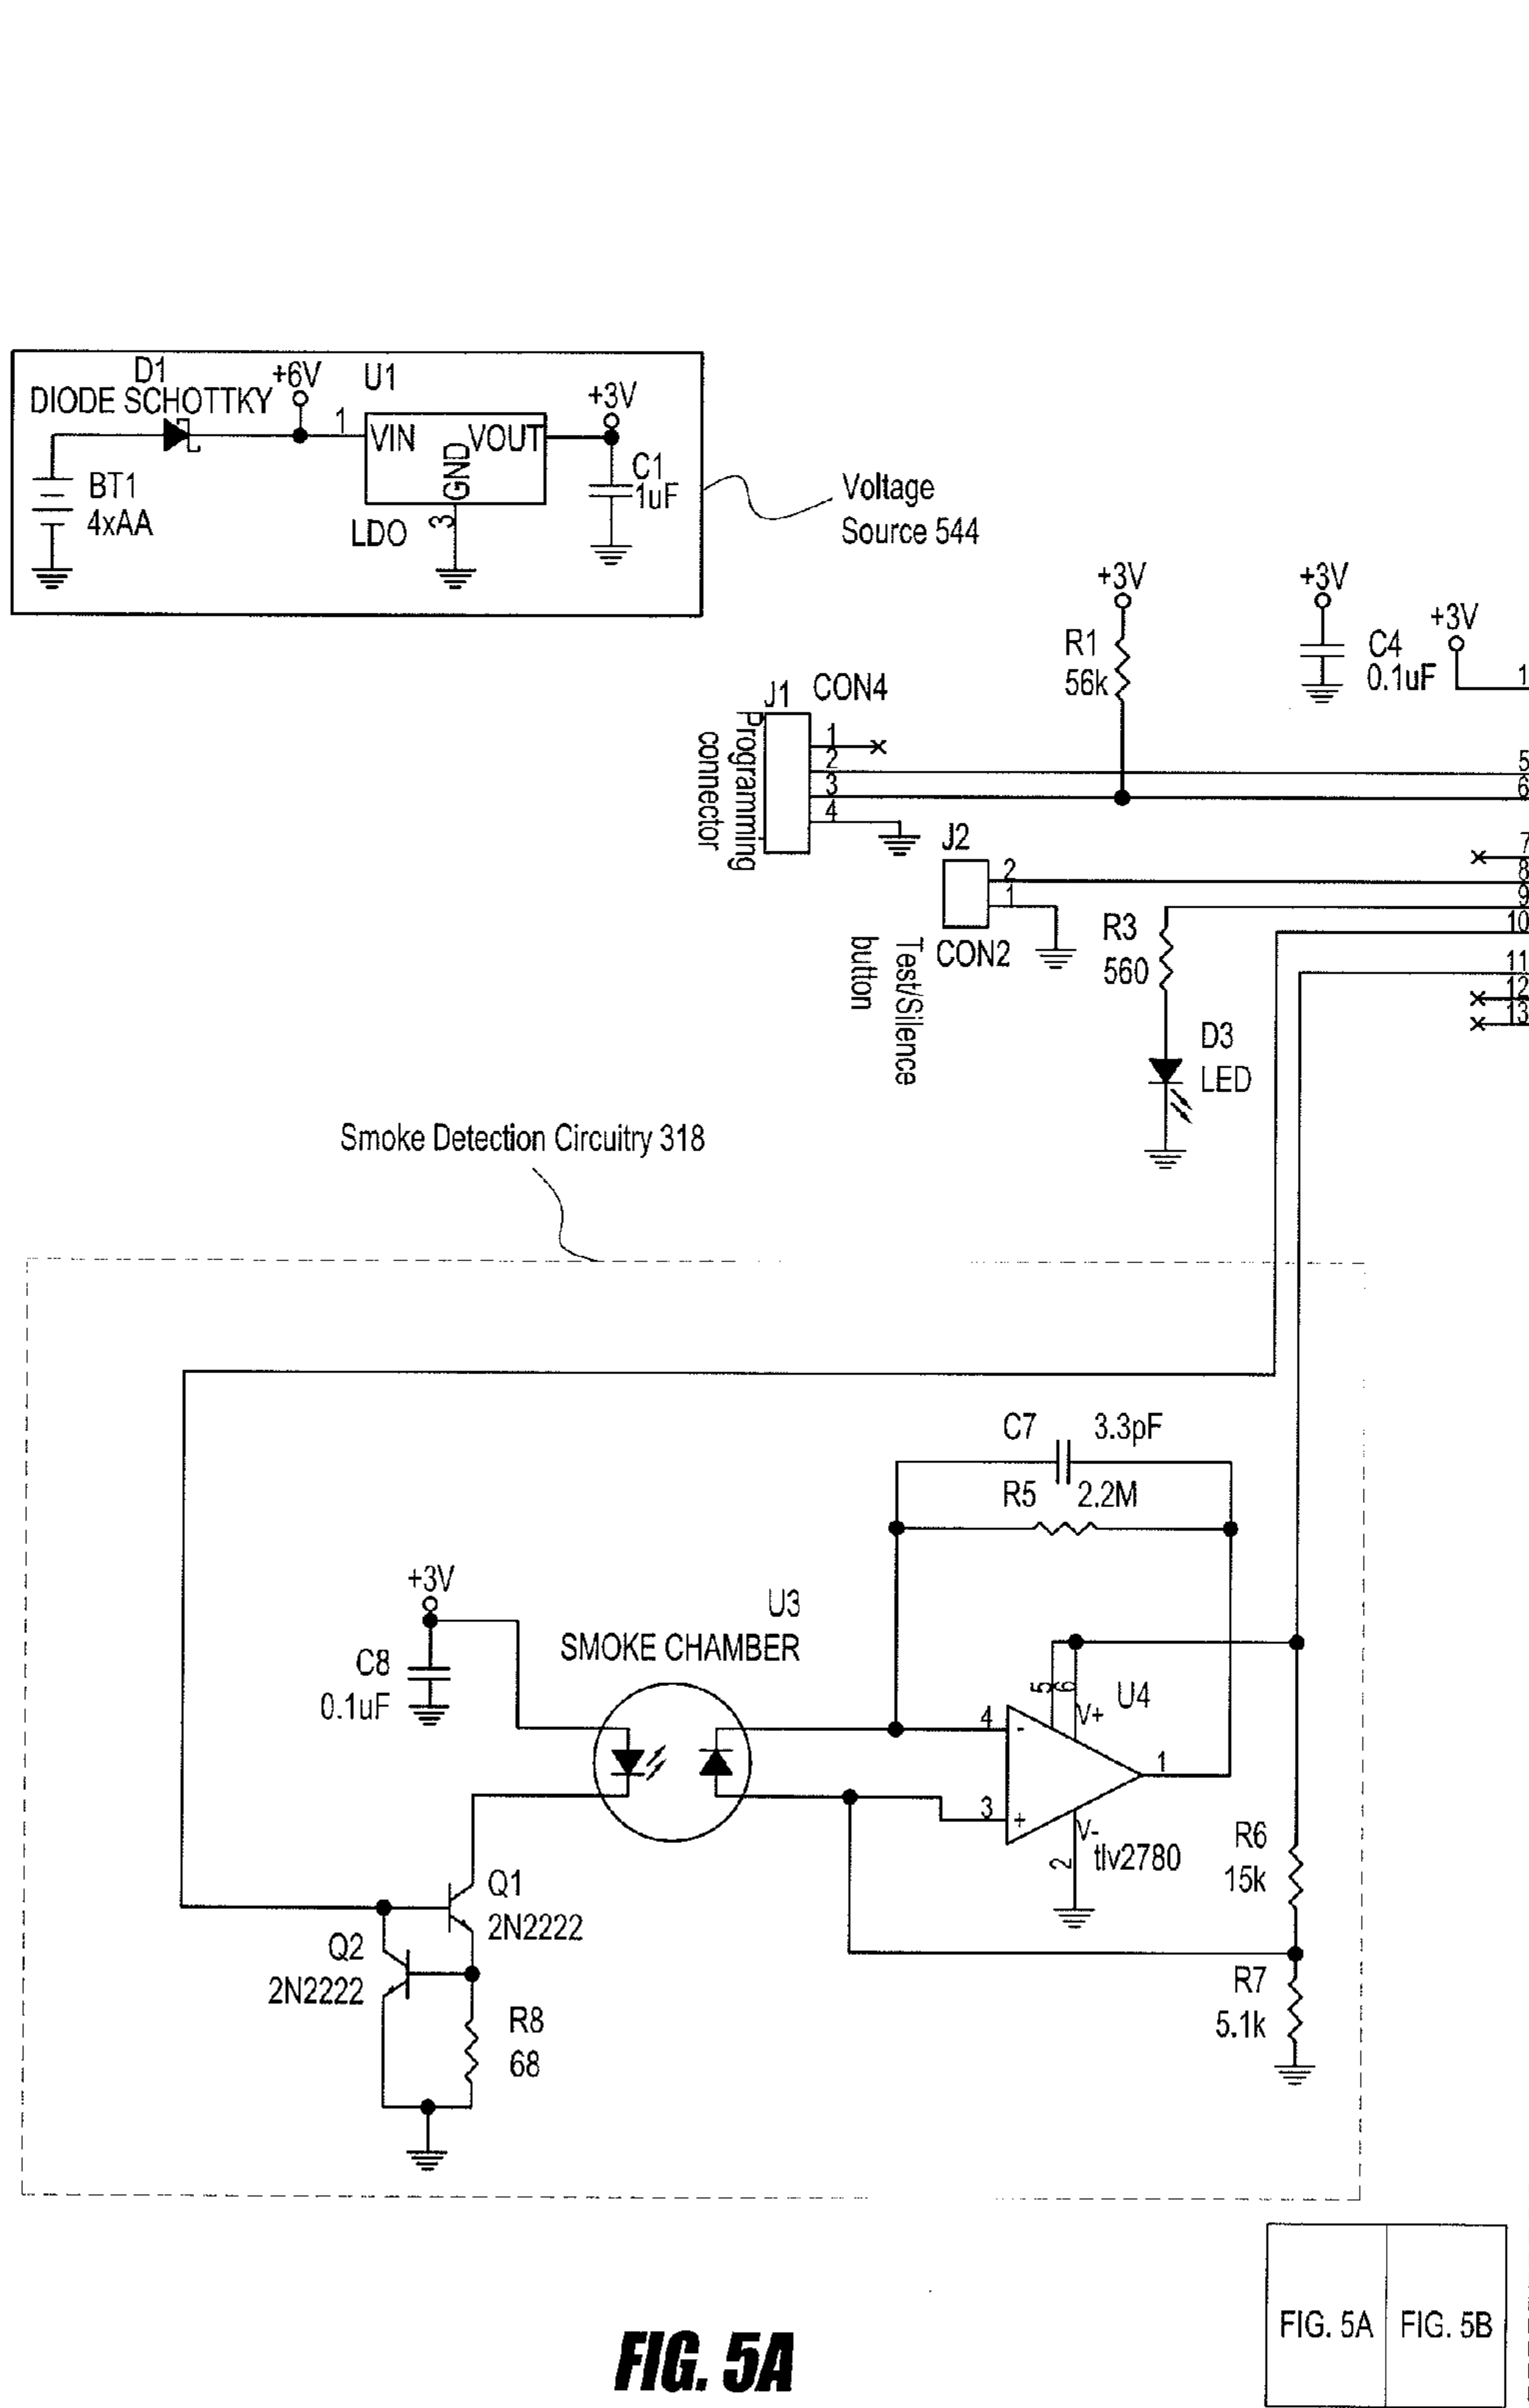 D1
DIODE SCHOTTKY
+6V
U1
+3V
1
VIN
VOUT
GND
BT1
4xAA
C1
1uF
LDO
3
Voltage
Source 544
+3V
R1
56k
+3V
C4
0.1uF
+3V
1
J1
CON4
Programming
connector
1
2
3
4
5
6
J2
2
1
CON2
Test/Silence
button
R3
560
7
8
9
10
11
12
13
D3
LED
Smoke Detection Circuitry 318
C7
3.3pF
R5
2.2M
+3V
C8
0.1uF
U3
SMOKE CHAMBER
5
6
V+
U4
4
-
1
3
+
V-
2
tlv2780
R6
15k
Q1
2N2222
Q2
2N2222
R8
68
R7
5.1k
FIG. 5A
FIG. 5B
FIG. 5A